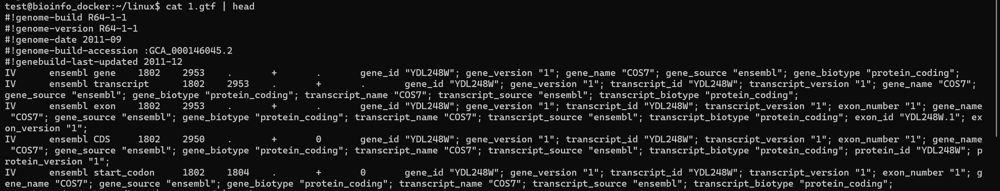 test@bioinfo_docker:~/linux$ cat 1.gtf | head
#!genome-build R64-1-1
#!genome-version R64-1-1
#!genome-date 2011-09
#!genome-build-accession :GCA_000146045.2
#!genebuild-last-updated 2011-12
IV      ensembl gene    1802    2953    .       +       .       gene_id "YDL248W"; gene_version "1"; gene_name "COS7"; gene_source "ensembl"; gene_biotype "protein_coding";
IV      ensembl transcript      1802    2953    .       +       .       gene_id "YDL248W"; gene_version "1"; transcript_id "YDL248W"; transcript_version "1"; gene_name "COS7";
gene_source "ensembl"; gene_biotype "protein_coding"; transcript_name "COS7"; transcript_source "ensembl"; transcript_biotype "protein_coding";
IV      ensembl exon    1802    2953    .       +       .       gene_id "YDL248W"; gene_version "1"; transcript_id "YDL248W"; transcript_version "1"; exon_number "1"; gene_name
 "COS7"; gene_source "ensembl"; gene_biotype "protein_coding"; transcript_name "COS7"; transcript_source "ensembl"; transcript_biotype "protein_coding"; exon_id "YDL248W.1"; ex
on_version "1";
IV      ensembl CDS     1802    2950    .       +       0       gene_id "YDL248W"; gene_version "1"; transcript_id "YDL248W"; transcript_version "1"; exon_number "1"; gene_name
 "COS7"; gene_source "ensembl"; gene_biotype "protein_coding"; transcript_name "COS7"; transcript_source "ensembl"; transcript_biotype "protein_coding"; protein_id "YDL248W"; p
rotein_version "1";
IV      ensembl start_codon     1802    1804    .       +       0       gene_id "YDL248W"; gene_version "1"; transcript_id "YDL248W"; transcript_version "1"; exon_number "1"; g
ene_name "COS7"; gene_source "ensembl"; gene_biotype "protein_coding"; transcript_name "COS7"; transcript_source "ensembl"; transcript_biotype "protein_coding";